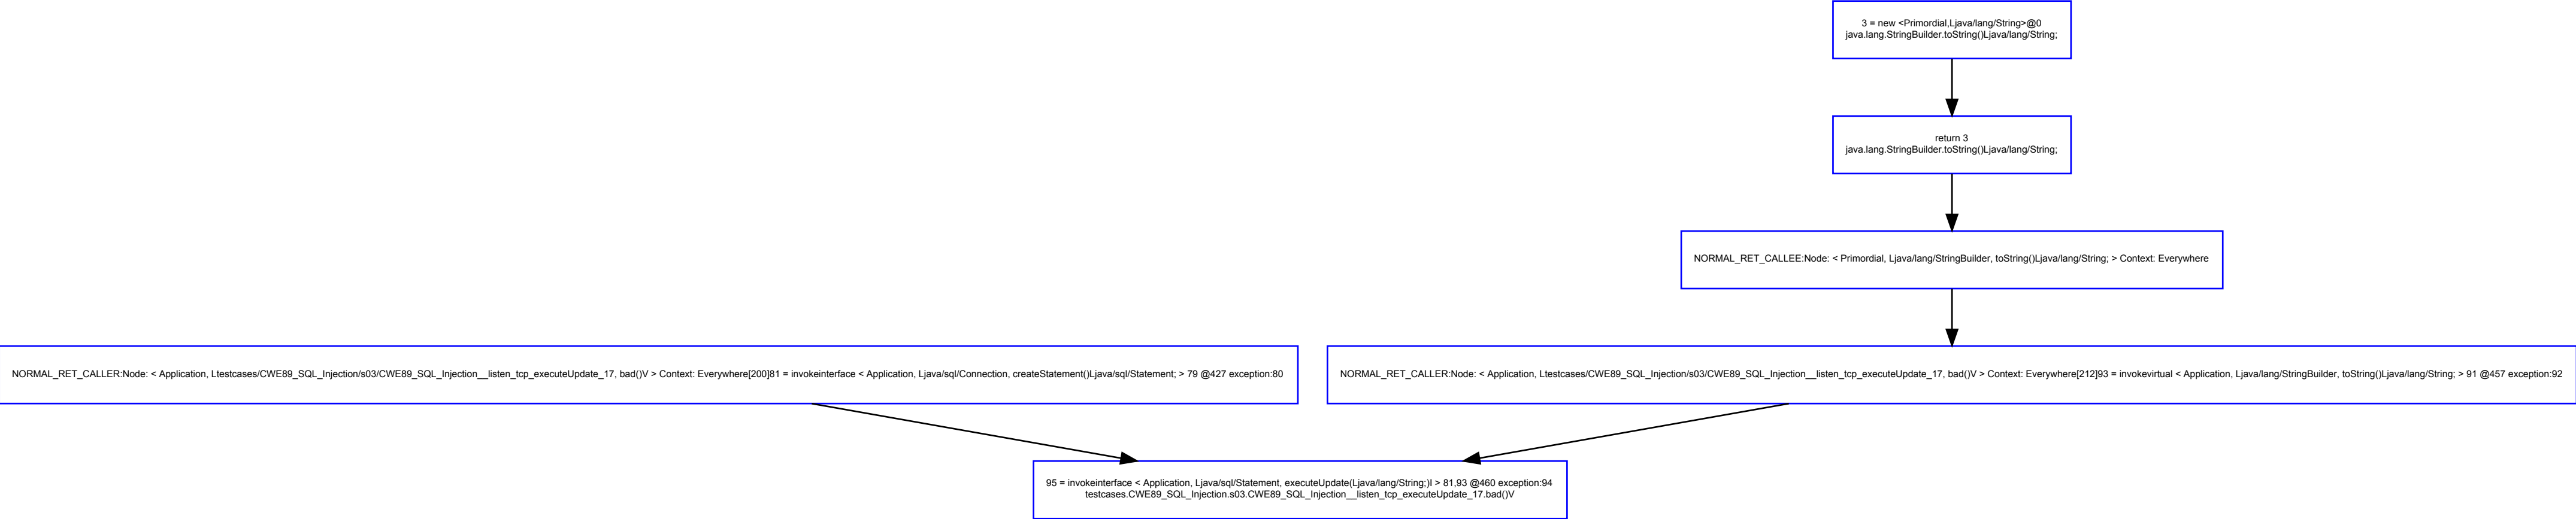 3 = new <Primordial,Ljava/lang/String>@0
java.lang.StringBuilder.toString()Ljava/lang/String;
return 3
java.lang.StringBuilder.toString()Ljava/lang/String;
NORMAL_RET_CALLEE:Node: < Primordial, Ljava/lang/StringBuilder, toString()Ljava/lang/String; > Context: Everywhere
NORMAL_RET_CALLER:Node: < Application, Ltestcases/CWE89_SQL_Injection/s03/CWE89_SQL_Injection__listen_tcp_executeUpdate_17, bad()V > Context: Everywhere[200]81 = invokeinterface < Application, Ljava/sql/Connection, createStatement()Ljava/sql/Statement; > 79 @427 exception:80
NORMAL_RET_CALLER:Node: < Application, Ltestcases/CWE89_SQL_Injection/s03/CWE89_SQL_Injection__listen_tcp_executeUpdate_17, bad()V > Context: Everywhere[212]93 = invokevirtual < Application, Ljava/lang/StringBuilder, toString()Ljava/lang/String; > 91 @457 exception:92
95 = invokeinterface < Application, Ljava/sql/Statement, executeUpdate(Ljava/lang/String;)I > 81,93 @460 exception:94
testcases.CWE89_SQL_Injection.s03.CWE89_SQL_Injection__listen_tcp_executeUpdate_17.bad()V